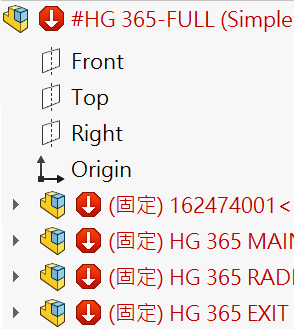 #HG 365-FULL (Simple
Front
Top
Right
Origin
(固定) 162474001<
(固定) HG 365 MAIN
(固定) HG 365 RADI
(固定) HG 365 EXIT